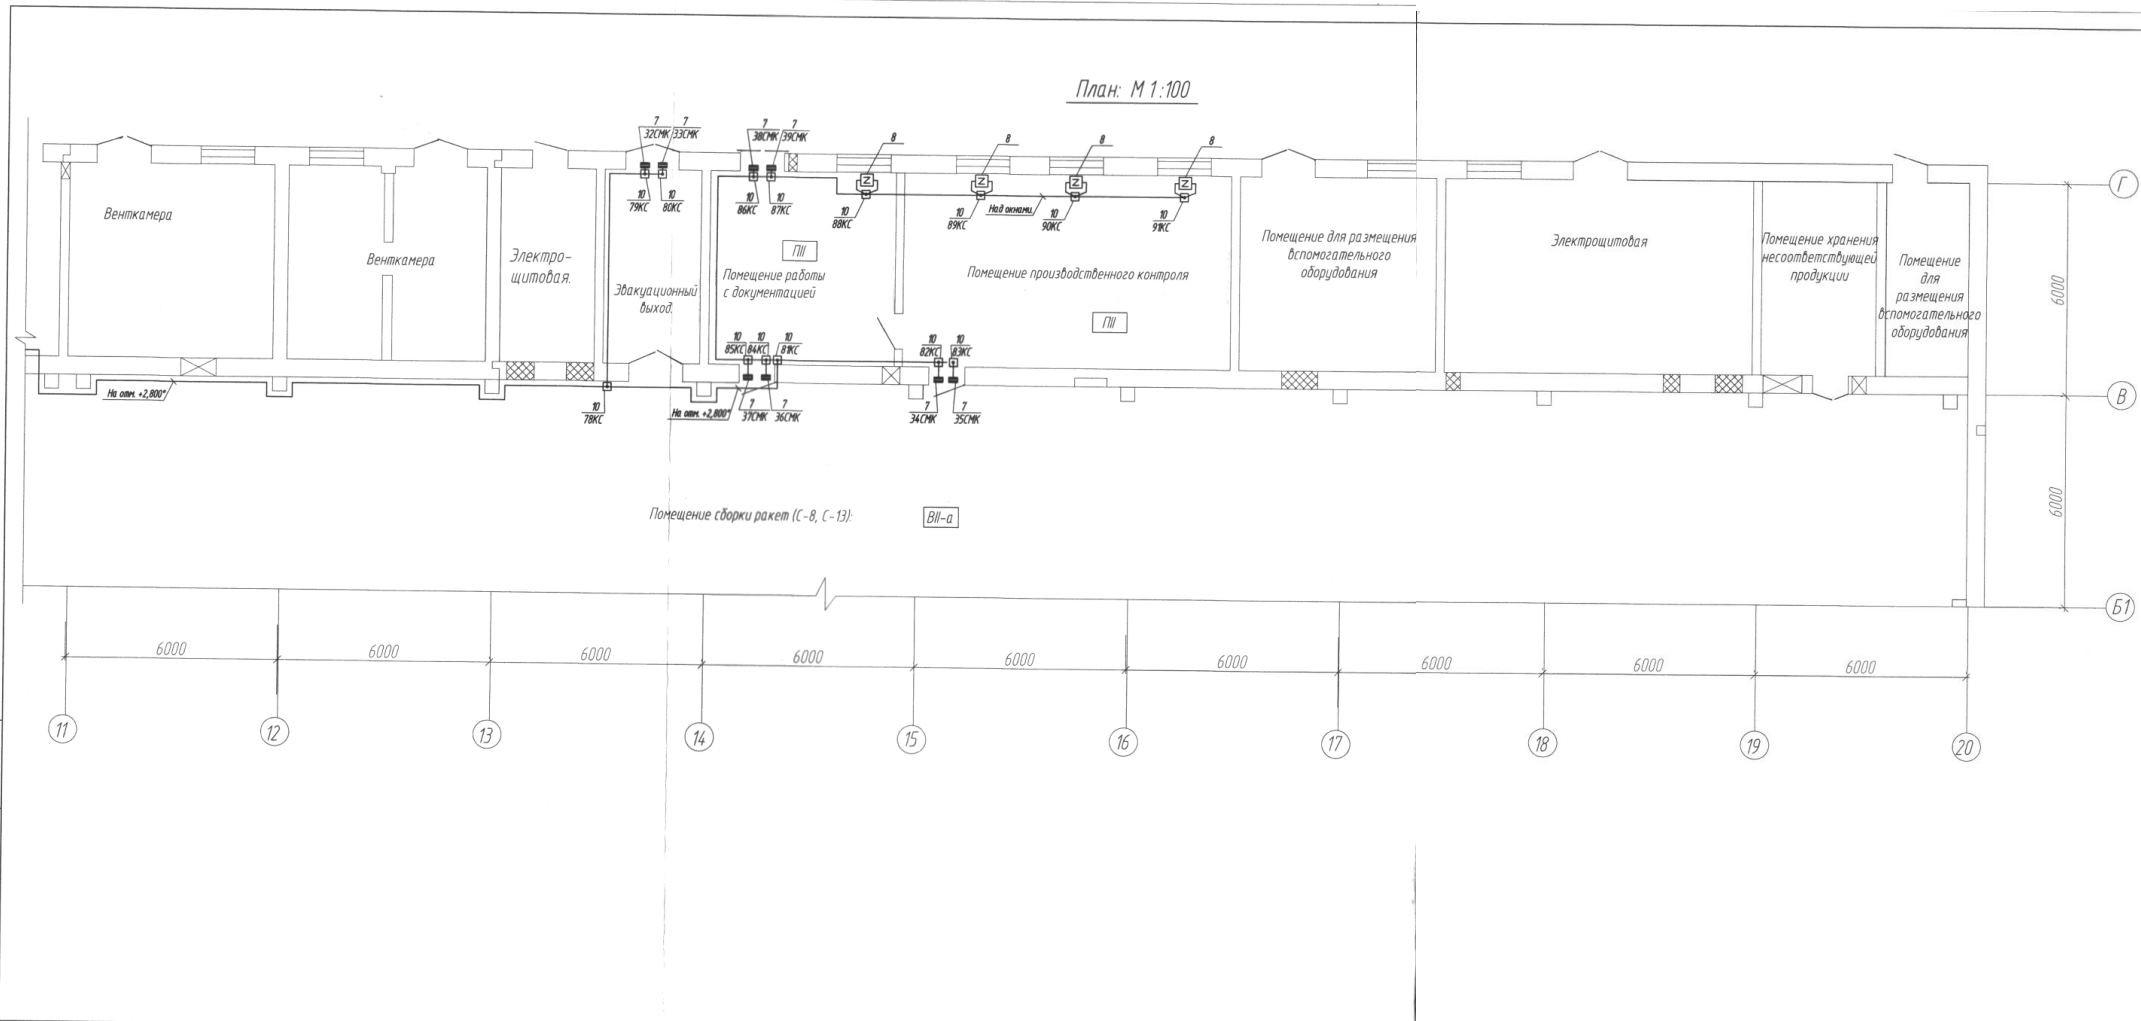 План: М 1:100
7
32СМК
7
33СМК
7
38СМК
7
39СМК
8
8
8
8
10
79КС
10
80КС
10
86КС
10
87КС
10
88КС
10
89КС
Над окнами
10
90КС
10
91КС
Г
Венткамера
Венткамера
Электро-
щитовая.
Эвакуационный
выход.
ПII
Помещение работы
с документацией
Помещение производственного контроля
ПII
Помещение для размещения
вспомогательного
оборудования
Электрощитовая
Помещение хранения
несоответствующей
продукции
Помещение
для
размещения
вспомогательного
оборудования
6000
10
85КС
10
84КС
10
81КС
10
82КС
10
83КС
На отм. +2,800*
10
78КС
На отм. +2,800*
7
37СМК
7
36СМК
7
34СМК
7
35СМК
В
6000
Помещение сборки ракет (С-8, С-13):
ВII-а
Б1
6000
6000
6000
6000
6000
6000
6000
6000
6000
11
12
13
14
15
16
17
18
19
20